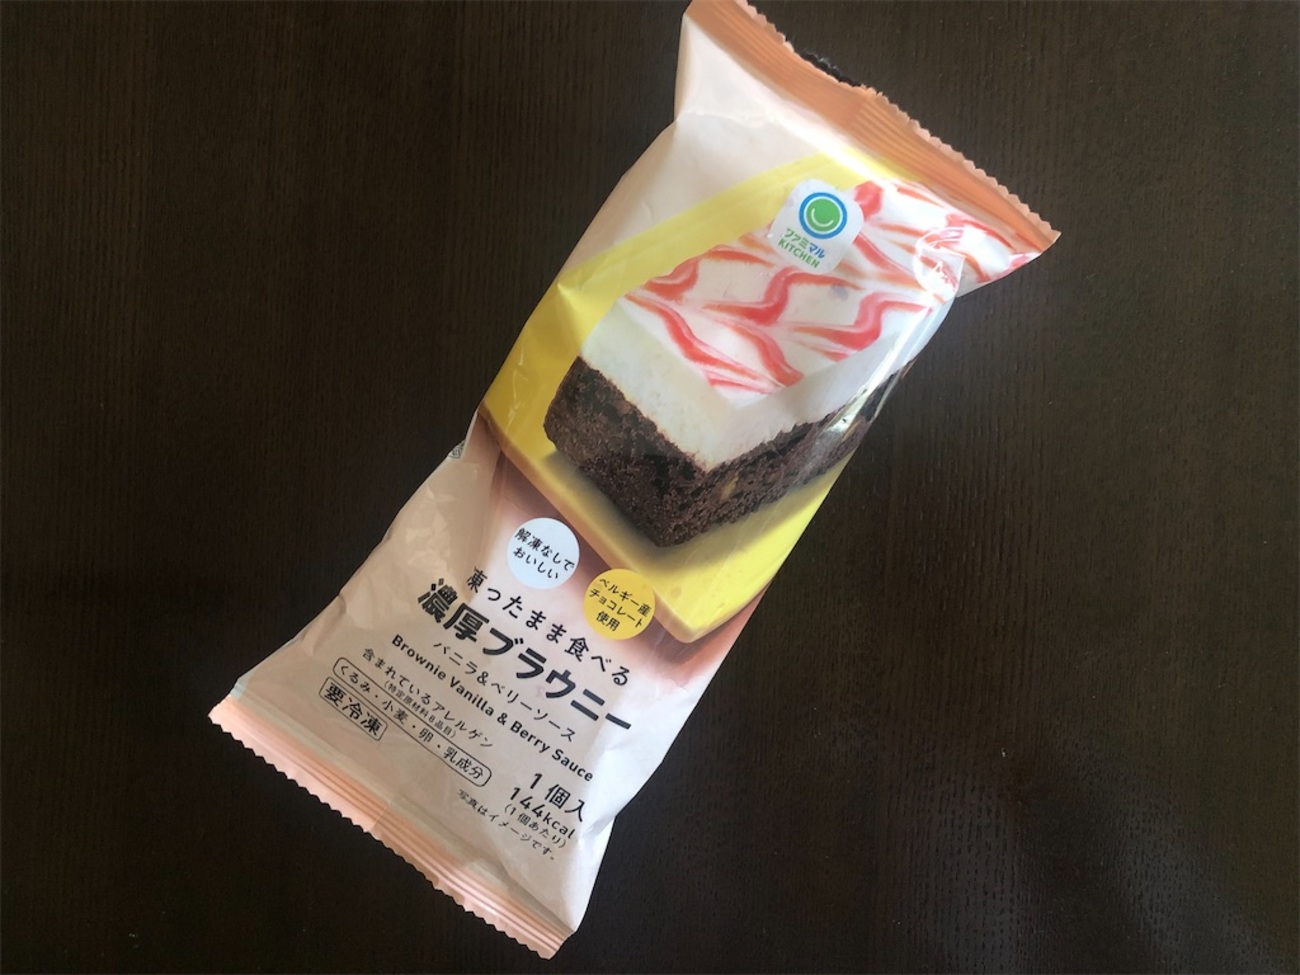 ファミマル
KITCHEN
解凍なしで
おいしい
ベルギー産
チョコレート
使用
凍ったまま食べる
濃厚ブラウニー
バニラ&ベリーソース
Brownie Vanilla & Berry Sauce
含まれているアレルゲン
(特定原材料8品目)
くるみ・小麦・卵・乳成分
要冷凍
1個入
144kcal
(1個あたり)
写真はイメージです。